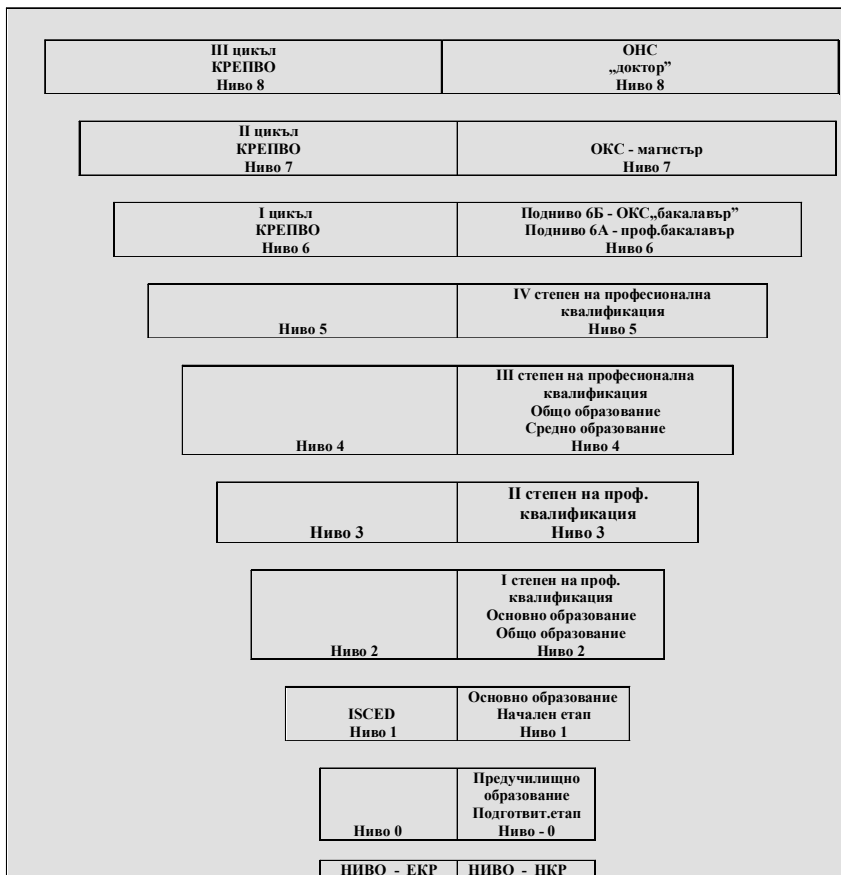 III цикъл
КРЕПВО
Ниво 8
ОНС
„доктор”
Ниво 8
II цикъл
КРЕПВО
Ниво 7
ОКС - магистър
Ниво 7
I цикъл
КРЕПВО
Ниво 6
Подниво 6Б - ОКС„бакалавър”
Подниво 6А - проф.бакалавър
Ниво 6
Ниво 5
IV степен на професионална
квалификация
Ниво 5
Ниво 4
III степен на професионална
квалификация
Общо образование
Средно образование
Ниво 4
Ниво 3
II степен на проф.
квалификация
Ниво 3
Ниво 2
I степен на проф.
квалификация
Основно образование
Общо образование
Ниво 2
ISCED
Ниво 1
Основно образование
Начален етап
Ниво 1
Ниво 0
Предучилищно
образование
Подготвит.етап
Ниво - 0
НИВО - ЕКР
НИВО - НКР